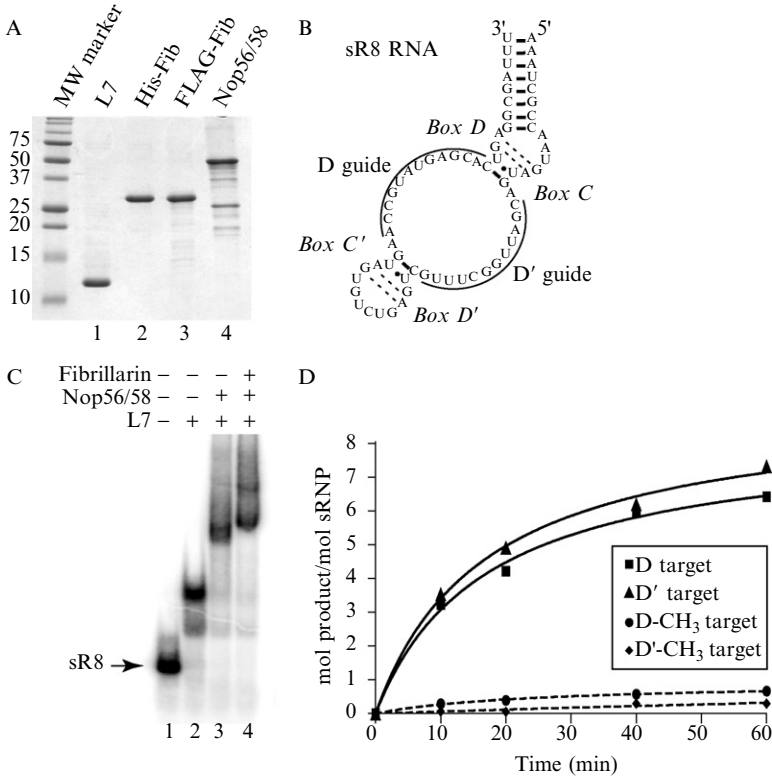 A
MW marker
L7
His-Fib
FLAG-Fib
Nop56/58
75
50
37
25
20
15
10
1 2 3 4
B
sR8 RNA
3' 5'
Box D
D guide
Box C
Box C'
D' guide
Box D'
C
Fibrillarin – – – +
Nop56/58 – – + +
L7 – + + +
sR8
1 2 3 4
D
mol product/mol sRNP
8
7
6
5
4
3
2
1
0
0 10 20 30 40 50 60
Time (min)
D target
D′ target
D-CH3 target
D'-CH3 target